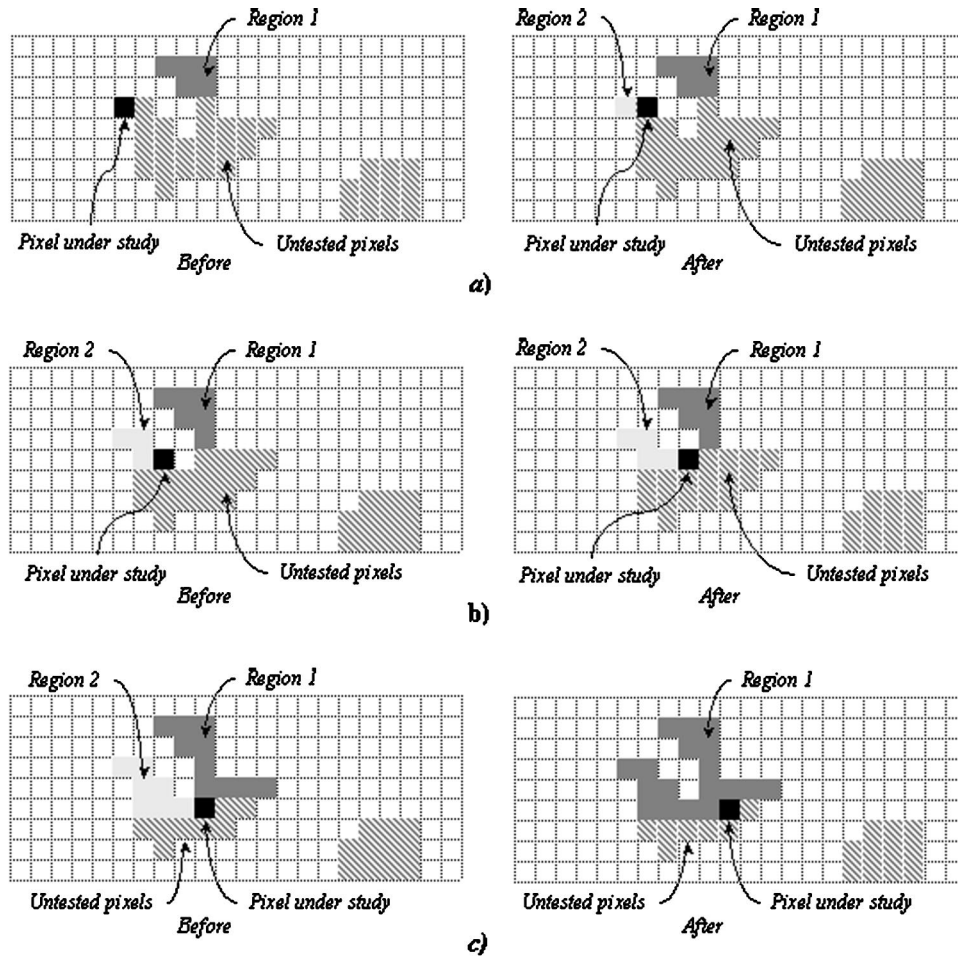 Region 1
Region 2
Region 1
Pixel under study
Untested pixels
Before
Pixel under study
Untested pixels
After
a)
Region 2
Region 1
Region 2
Region 1
Pixel under study
Untested pixels
Before
Pixel under study
Untested pixels
After
b)
Region 2
Region 1
Region 1
Untested pixels
Pixel under study
Before
Untested pixels
Pixel under study
After
c)